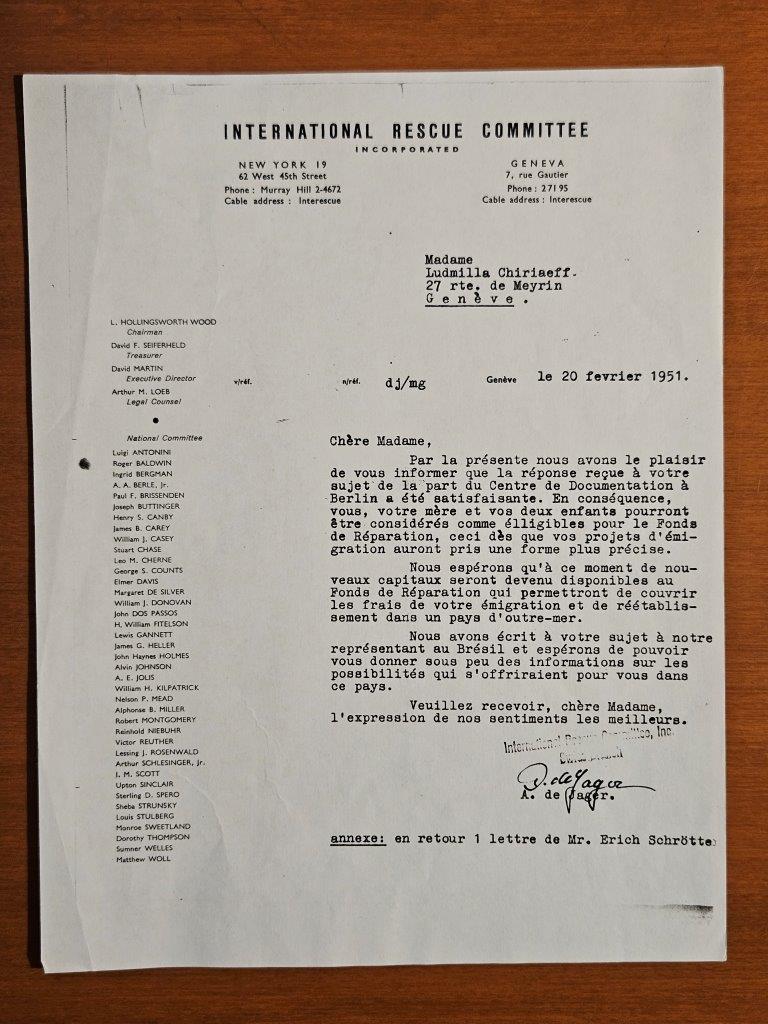 INTERNATIONAL RESCUE COMMITTEE
INCORPORATED
NEW YORK 19
62 West 45th Street
Phone : Murray Hill 2-4672
Cable address : Interescue
GENEVA
7, rue Gautier
Phone : 27195
Cable address : Interescue
Madame
Ludmilla Chiriaeff.
27 rte. de Meyrin
Genève.
L. HOLLINGSWORTH WOOD
Chairman
David F. SEIFERHELD
Treasurer
David MARTIN
Executive Director
Arthur M. LOEB
Legal Counsel
v/réf.
n/réf. dj/mg
Genève le 20 fevrier 1951.
National Committee
Luigi ANTONINI
Roger BALDWIN
Ingrid BERGMAN
A. A. BERLE, Jr.
Paul F. BRISSENDEN
Joseph BUTTINGER
Henry S. CANBY
James B. CAREY
William J. CASEY
Stuart CHASE
Leo M. CHERNE
George S. COUNTS
Elmer DAVIS
Margaret DE SILVER
William J. DONOVAN
John DOS PASSOS
H. William FITELSON
Lewis GANNETT
James G. HELLER
John Haynes HOLMES
Alvin JOHNSON
A. E. JOLIS
William H. KILPATRICK
Nelson P. MEAD
Alphonse B. MILLER
Robert MONTGOMERY
Reinhold NIEBUHR
Victor REUTHER
Lessing J. ROSENWALD
Arthur SCHLESINGER, Jr.
I. M. SCOTT
Upton SINCLAIR
Sterling D. SPERO
Sheba STRUNSKY
Louis STULBERG
Monroe SWEETLAND
Dorothy THOMPSON
Sumner WELLES
Matthew WOLL
Chère Madame,
Par la présente nous avons le plaisir
de vous informer que la réponse reçue à votre
sujet de la part du Centre de Documentation à
Berlin a été satisfaisante. En conséquence,
vous, votre mère et vos deux enfants pourront
être considérés comme élligibles pour le Fonds
de Réparation, ceci dès que vos projets d'émi-
gration auront pris une forme plus précise.
Nous espérons qu'à ce moment de nou-
veaux capitaux seront devenu disponibles au
Fonds de Réparation qui permettront de couvrir
les frais de votre émigration et de réétablis-
sement dans un pays d'outre-mer.
Nous avons écrit à votre sujet à notre
représentant au Brésil et espérons de pouvoir
vous donner sous peu des informations sur les
possibilités qui s'offriraient pour vous dans
ce pays.
Veuillez recevoir, chère Madame,
l'expression de nos sentiments les meilleurs.
International Rescue Committee, Inc.
A. de Jager.
annexe: en retour 1 lettre de Mr. Erich Schrötte